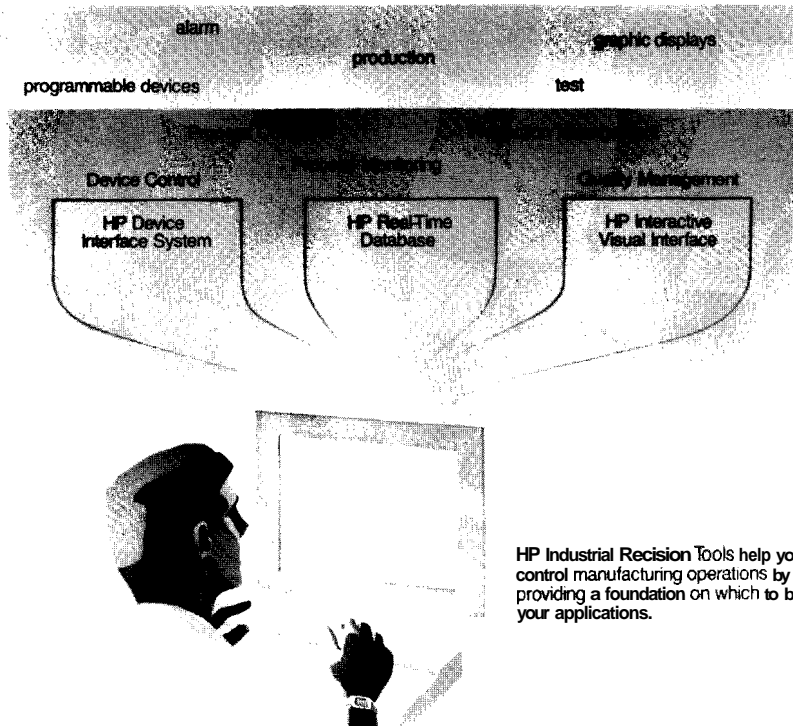 alarm
graphic displays
production
programmable devices
test
Monitoring
Device Control
Quality Management
HP Device
Interface System
HP Real-Time
Database
HP Interactive
Visual Interface
HP Industrial Recision Tools help yo
control manufacturing operations by
providing a foundation on which to b
your applications.